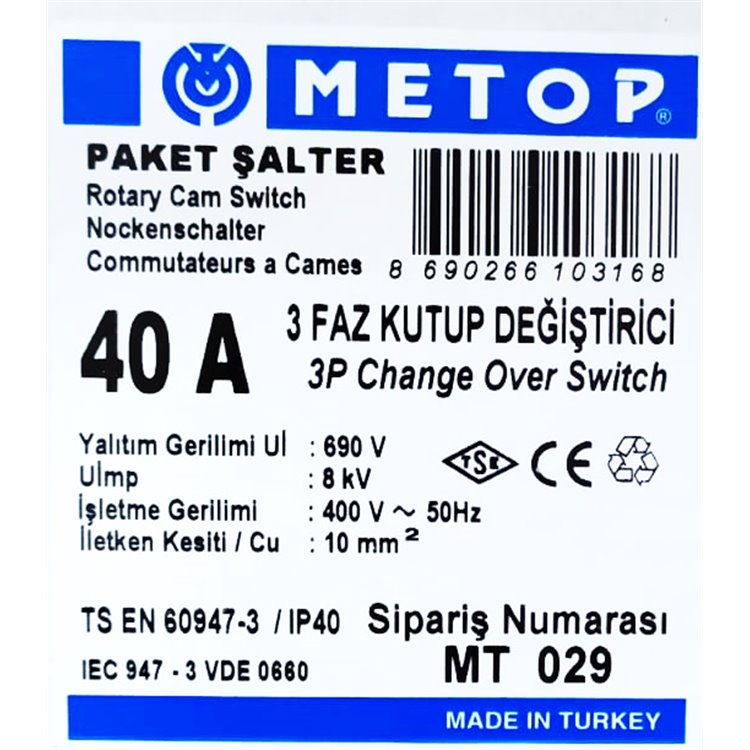 METOP®
PAKET ŞALTER
Rotary Cam Switch
Nockenschalter
Commutateurs a Cames
8 690266 103168
40 A
3 FAZ KUTUP DEĞİŞTİRİCİ
3P Change Over Switch
Yalıtım Gerilimi Uİ : 690 V
Uİmp : 8 kV
İşletme Gerilimi : 400 V ~ 50Hz
İletken Kesiti / Cu : 10 mm²
TSE CE
TS EN 60947-3 / IP40
IEC 947 - 3 VDE 0660
Sipariş Numarası
MT 029
MADE IN TURKEY